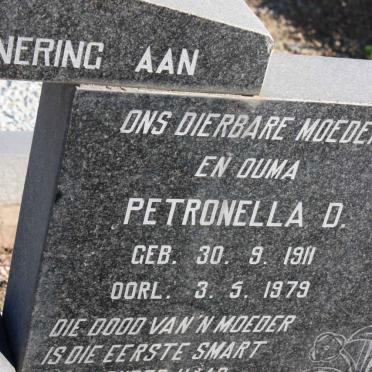 NERING AAN
ONS DIERBARE MOEDER
EN OUMA
PETRONELLA D.
GEB. 30. 9. 1911
OORL. 3. 5. 1979
DIE DOOD VAN 'N MOEDER
IS DIE EERSTE SMART